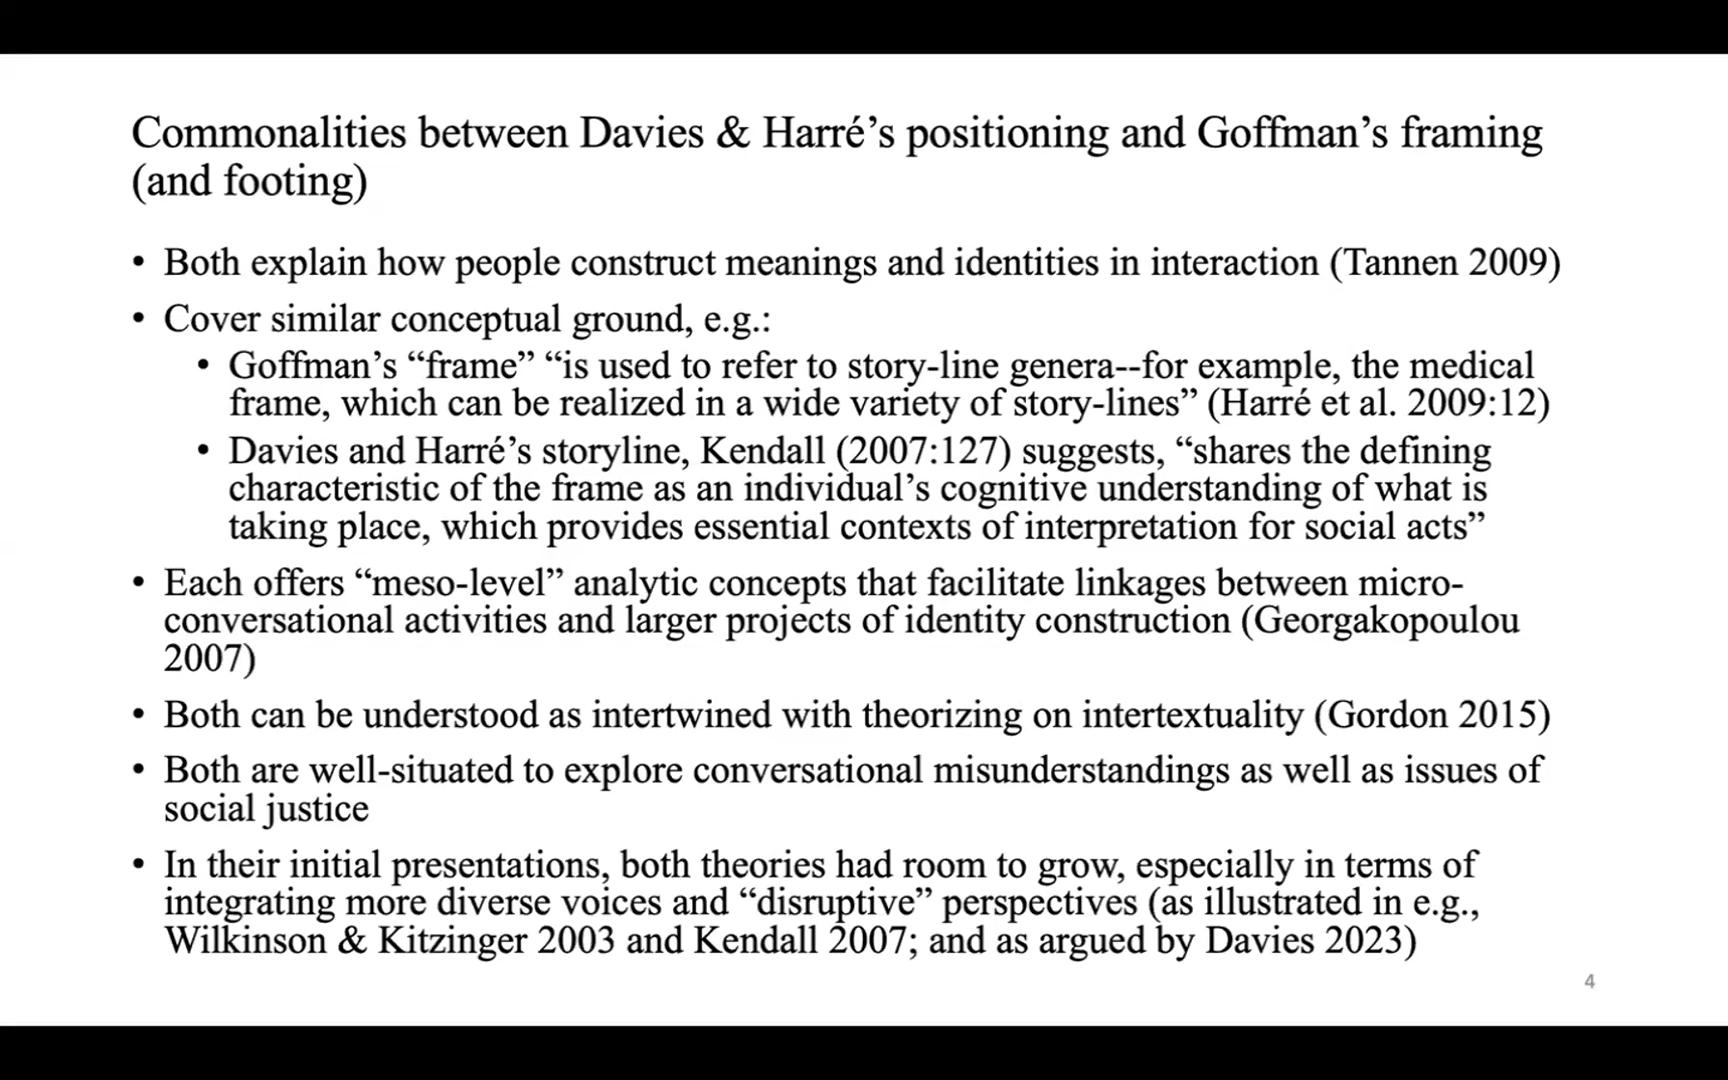 Commonalities between Davies & Harré’s positioning and Goffman’s framing
(and footing)
• Both explain how people construct meanings and identities in interaction (Tannen 2009)
• Cover similar conceptual ground, e.g.:
• Goffman’s “frame” “is used to refer to story-line genera--for example, the medical
frame, which can be realized in a wide variety of story-lines” (Harré et al. 2009:12)
• Davies and Harré’s storyline, Kendall (2007:127) suggests, “shares the defining
characteristic of the frame as an individual’s cognitive understanding of what is
taking place, which provides essential contexts of interpretation for social acts”
• Each offers “meso-level” analytic concepts that facilitate linkages between micro-
conversational activities and larger projects of identity construction (Georgakopoulou
2007)
• Both can be understood as intertwined with theorizing on intertextuality (Gordon 2015)
• Both are well-situated to explore conversational misunderstandings as well as issues of
social justice
• In their initial presentations, both theories had room to grow, especially in terms of
integrating more diverse voices and “disruptive” perspectives (as illustrated in e.g.,
Wilkinson & Kitzinger 2003 and Kendall 2007; and as argued by Davies 2023)
4